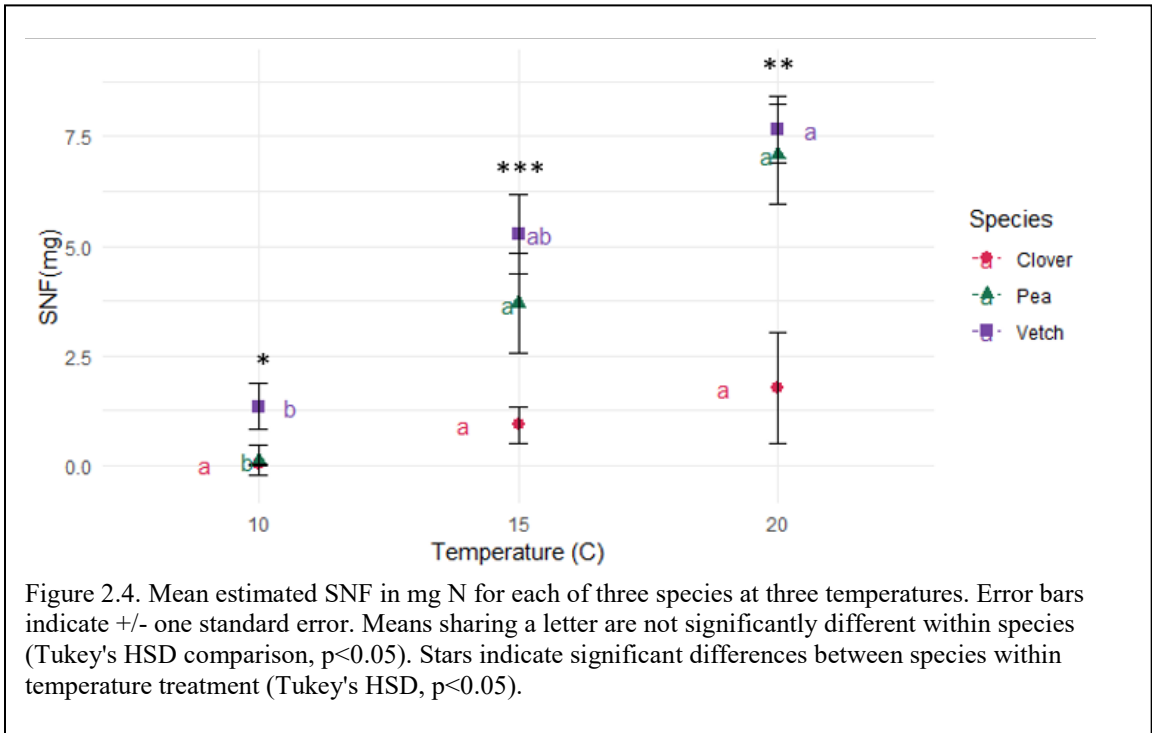 **
7.5
a
a
***
SNF(mg)
5.0
ab
a
Species
a Clover
a Pea
a Vetch
2.5
*
b
a
a
0.0
a
b
10
15
20
Temperature (C)
Figure 2.4. Mean estimated SNF in mg N for each of three species at three temperatures. Error bars
indicate +/- one standard error. Means sharing a letter are not significantly different within species
(Tukey's HSD comparison, p<0.05). Stars indicate significant differences between species within
temperature treatment (Tukey's HSD, p<0.05).